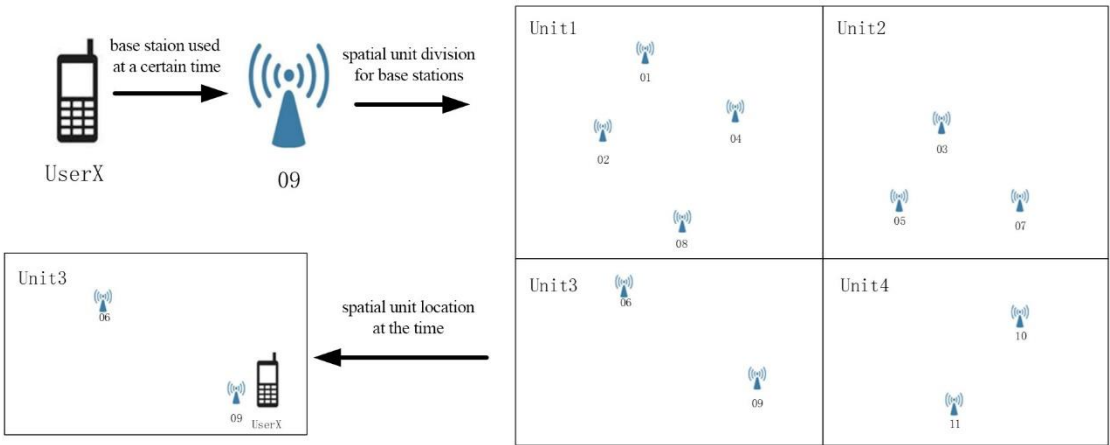 base staion used
at a certain time
UserX
09
spatial unit division
for base stations
Unit1
01
02
04
08
Unit2
03
05
07
Unit3
06
09
Unit4
10
11
spatial unit location
at the time
Unit3
06
09
UserX